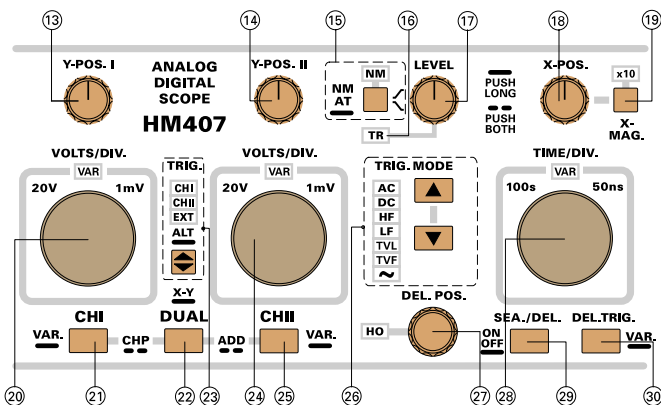 13 14 15 16 17 18 19
Y-POS. I
ANALOG
DIGITAL
SCOPE
HM407
Y-POS. II
NM
AT
NM
LEVEL
TR
PUSH
LONG
PUSH
BOTH
X-POS.
x10
X-
MAG.
VOLTS/DIV.
VAR
20V 1mV
TRIG.
CHI
CHII
EXT
ALT
VOLTS/DIV.
VAR
20V 1mV
TRIG. MODE
AC
DC
HF
LF
TVL
TVF
~
TIME/DIV.
VAR
100s 50ns
X-Y
CHI DUAL CHII
VAR. CHP ADD VAR.
DEL. POS.
HO
SEA./DEL.
ON
OFF
DEL.TRIG.
VAR.
20 21 22 23 24 25 26 27 28 29 30